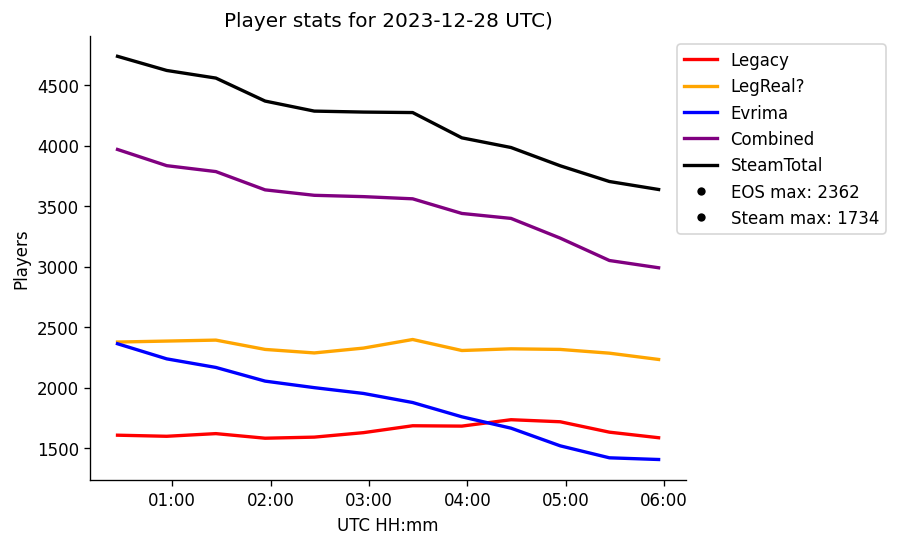 Player stats for 2023-12-28 UTC)
Legacy
LegReal?
Evrima
Combined
SteamTotal
EOS max: 2362
Steam max: 1734
Players
4500
4000
3500
3000
2500
2000
1500
01:00 02:00 03:00 04:00 05:00 06:00
UTC HH:mm